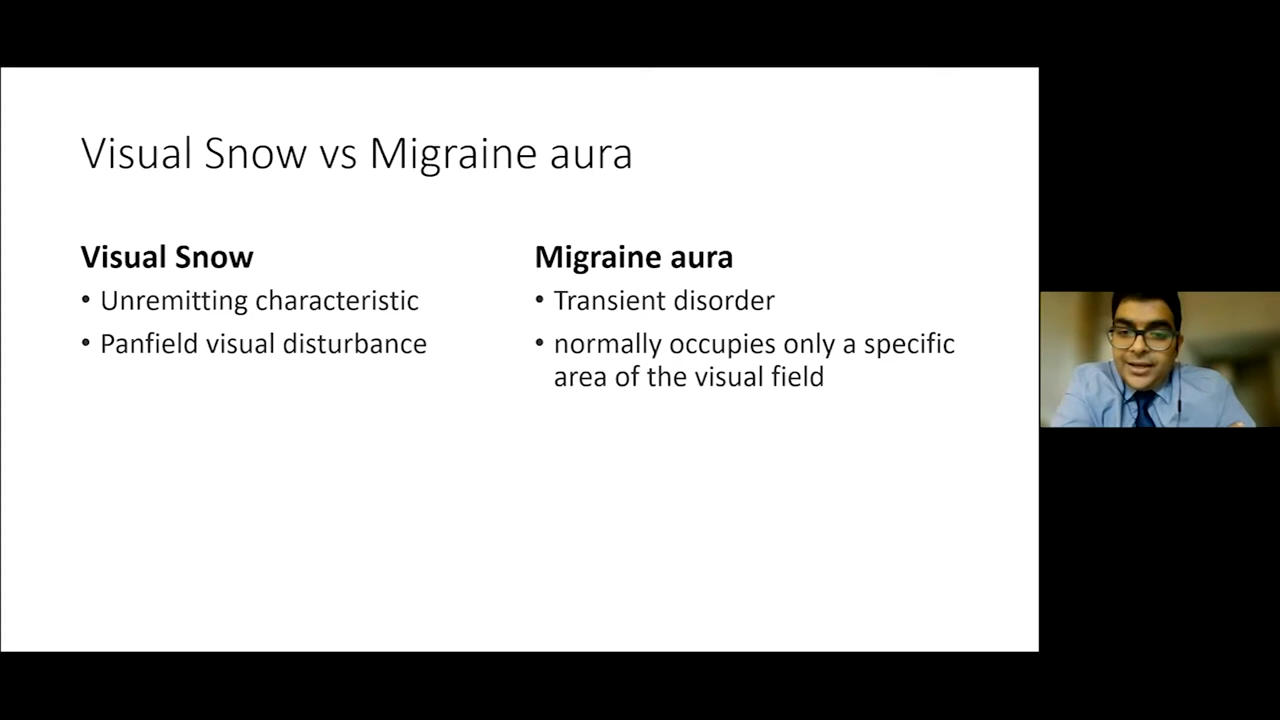 Visual Snow vs Migraine aura
Visual Snow
• Unremitting characteristic
• Panfield visual disturbance
Migraine aura
• Transient disorder
• normally occupies only a specific
area of the visual field